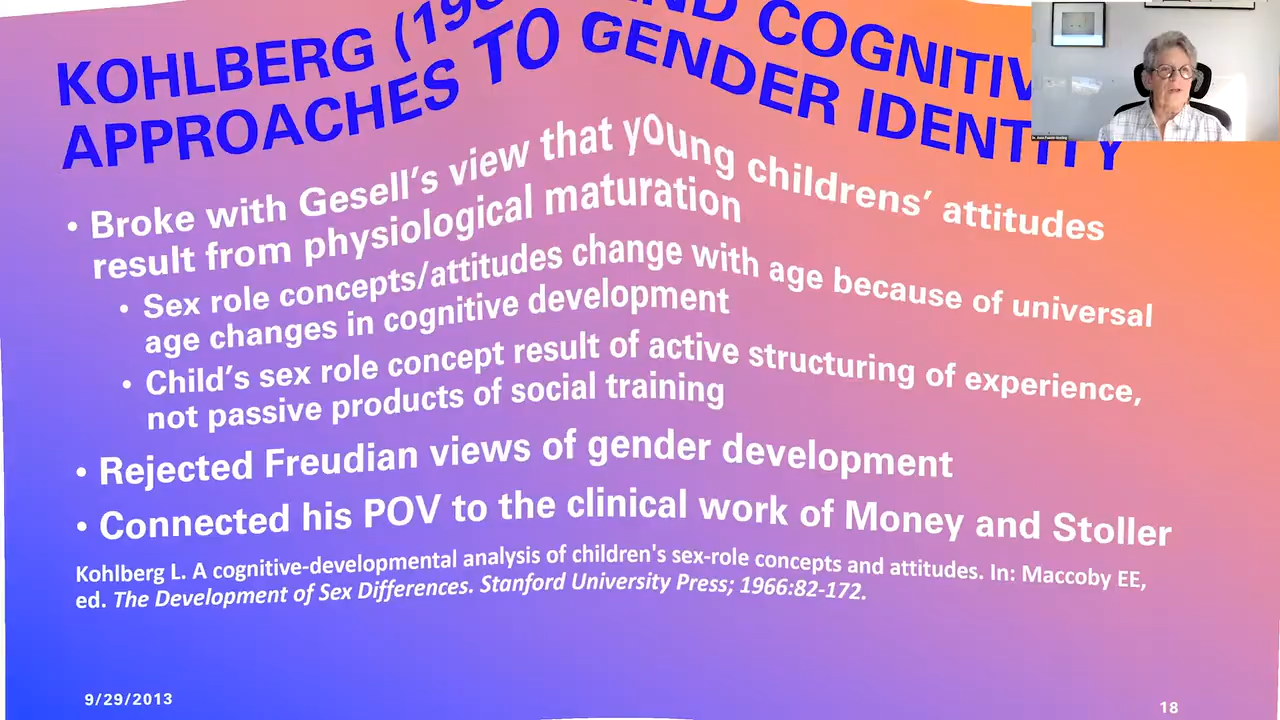 KOHLBERG (19 ND COGNITIV
APPROACHES TO GENDER IDENTITY
• Broke with Gesell’s view that young childrens’ attitudes
result from physiological maturation
• Sex role concepts/attitudes change with age because of universal
age changes in cognitive development
• Child’s sex role concept result of active structuring of experience,
not passive products of social training
• Rejected Freudian views of gender development
• Connected his POV to the clinical work of Money and Stoller
Kohlberg L. A cognitive-developmental analysis of children's sex-role concepts and attitudes. In: Maccoby EE,
ed. The Development of Sex Differences. Stanford University Press; 1966:82-172.
9/29/2013
18